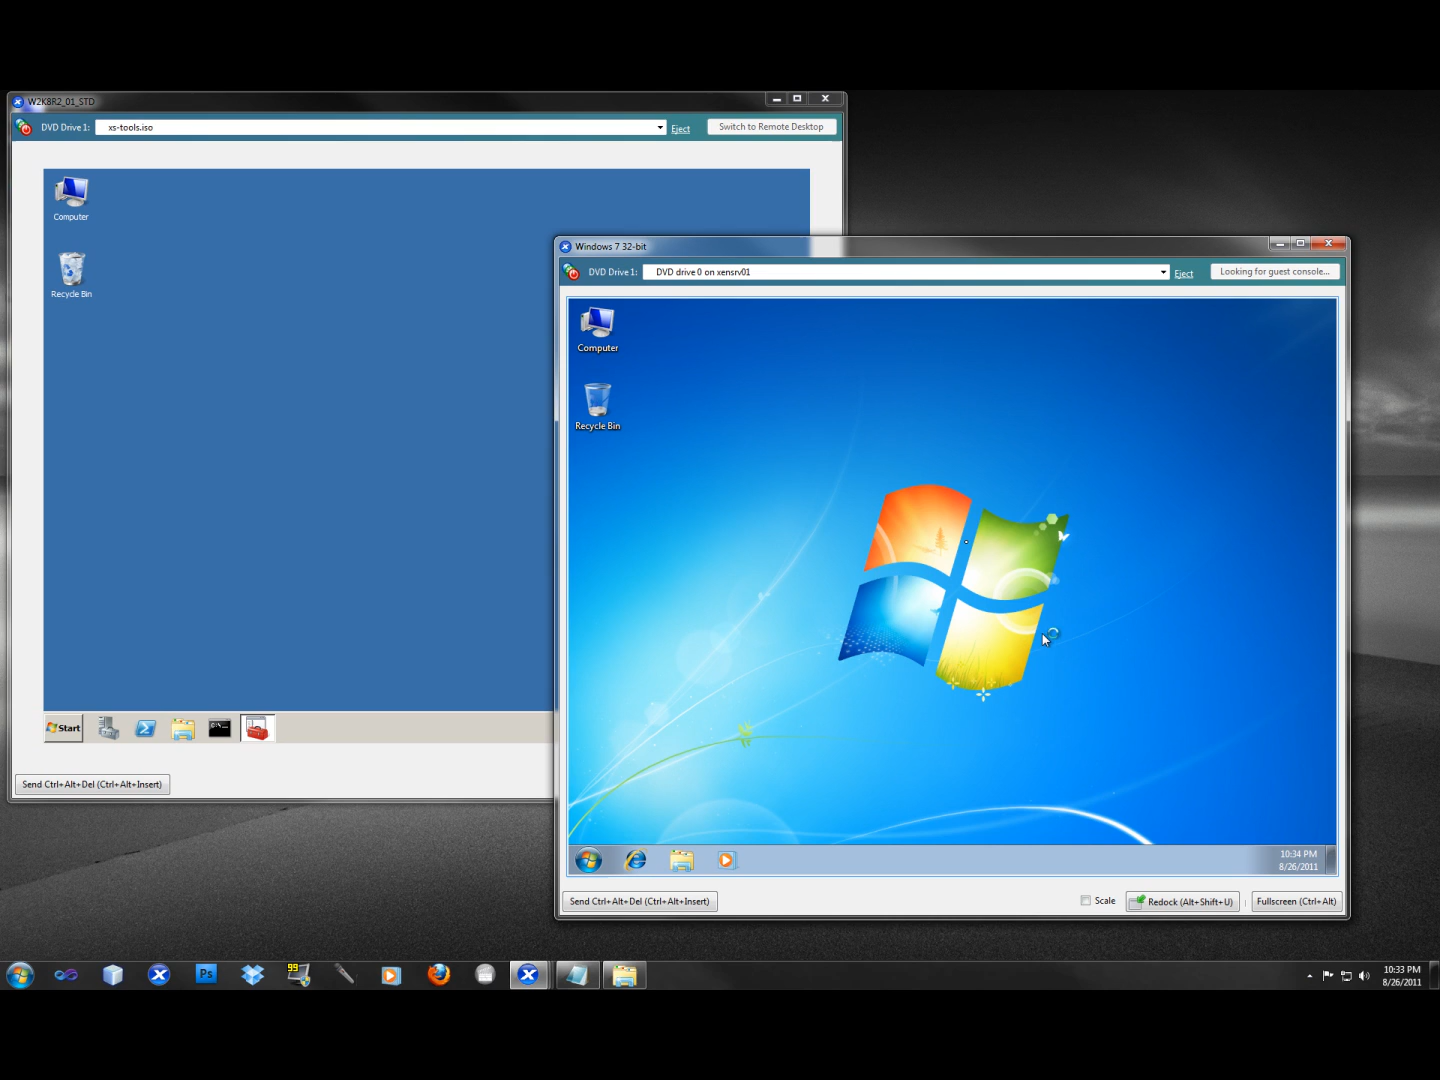 W2K8R2_01_STD
DVD Drive 1:
xs-tools.iso
Eject
Switch to Remote Desktop
Computer
Recycle Bin
Start
Send Ctrl+Alt+Del (Ctrl+Alt+Insert)
Windows 7 32-bit
DVD Drive 1:
DVD drive 0 on xensrv01
Eject
Looking for guest console...
Computer
Recycle Bin
10:34 PM
8/26/2011
Send Ctrl+Alt+Del (Ctrl+Alt+Insert)
Scale
Redock (Alt+Shift+U)
Fullscreen (Ctrl+Alt)
Ps
99
10:33 PM
8/26/2011